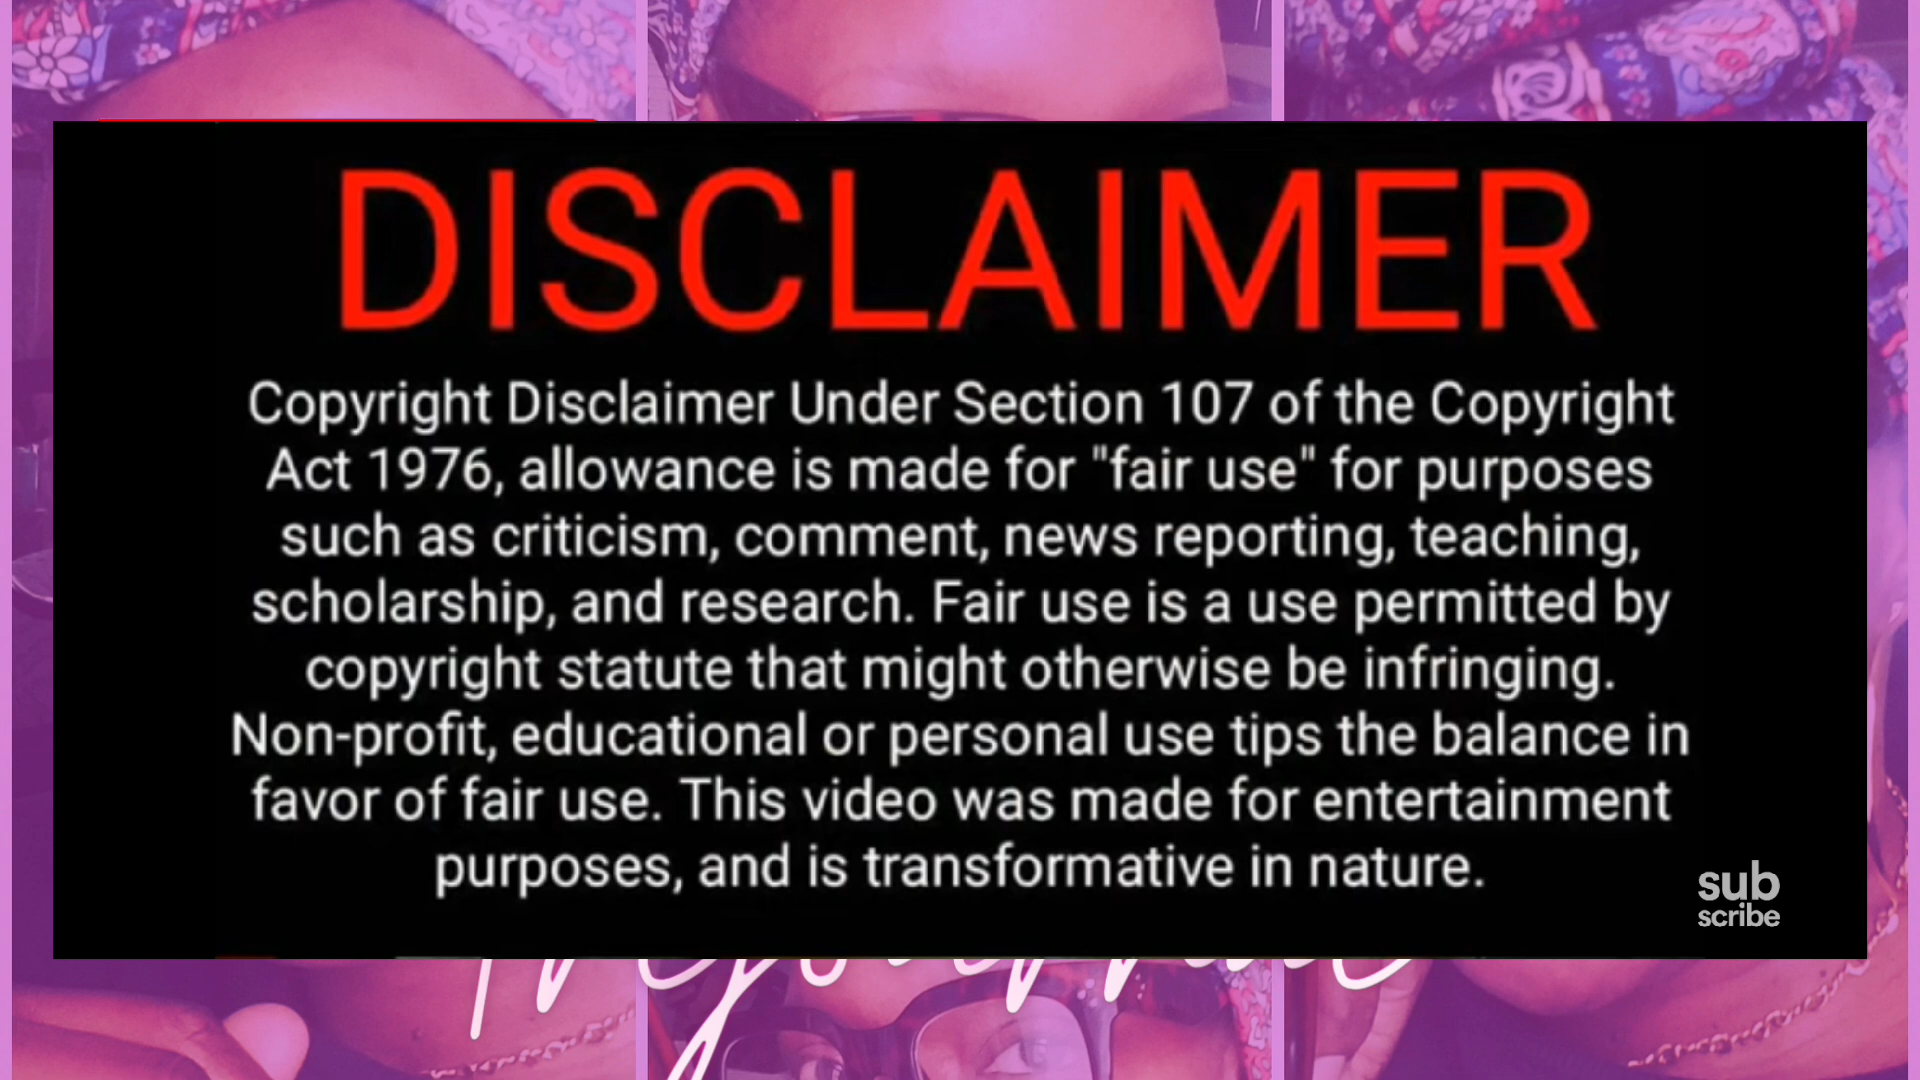 DISCLAIMER
Copyright Disclaimer Under Section 107 of the Copyright
Act 1976, allowance is made for "fair use" for purposes
such as criticism, comment, news reporting, teaching,
scholarship, and research. Fair use is a use permitted by
copyright statute that might otherwise be infringing.
Non-profit, educational or personal use tips the balance in
favor of fair use. This video was made for entertainment
purposes, and is transformative in nature.
sub
scribe